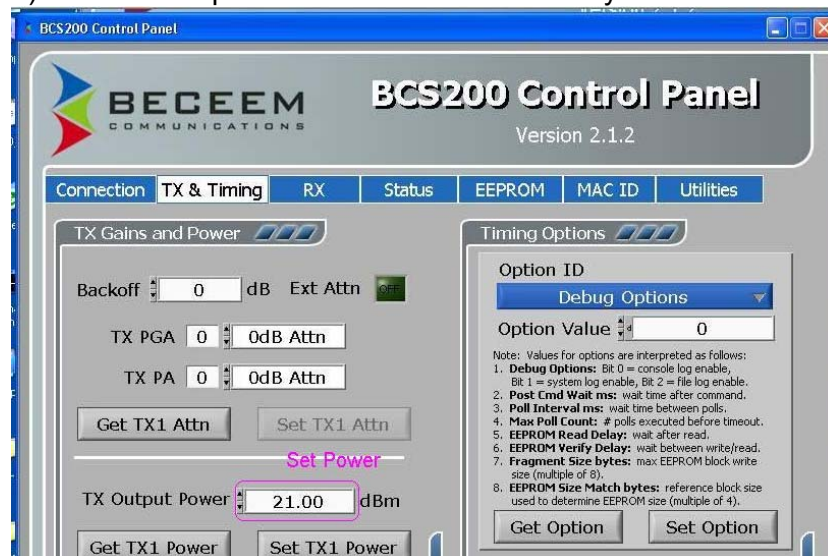 BCS200 Control Panel
BECEEM
COMMUNICATIONS
BCS200 Control Panel
Version 2.1.2
Connection TX & Timing RX Status EEPROM MAC ID Utilities
TX Gains and Power
Backoff 0 dB Ext Attn OFF
TX PGA 0 0dB Attn
TX PA 0 0dB Attn
Get TX1 Attn Set TX1 Attn
Set Power
TX Output Power 21.00 dBm
Get TX1 Power Set TX1 Power
Timing Options
Option ID
Debug Options
Option Value d 0
Note: Values for options are interpreted as follows:
1. Debug Options: Bit 0 = console log enable,
Bit 1 = system log enable, Bit 2 = file log enable.
2. Post Cmd Wait ms: wait time after command.
3. Poll Interval ms: wait time between polls.
4. Max Poll Count: # polls executed before timeout.
5. EEPROM Read Delay: wait after read.
6. EEPROM Verify Delay: wait between write/read.
7. Fragment Size bytes: max EEPROM block write
size (multiple of 8).
8. EEPROM Size Match bytes: reference block size
used to determine EEPROM size (multiple of 4).
Get Option Set Option